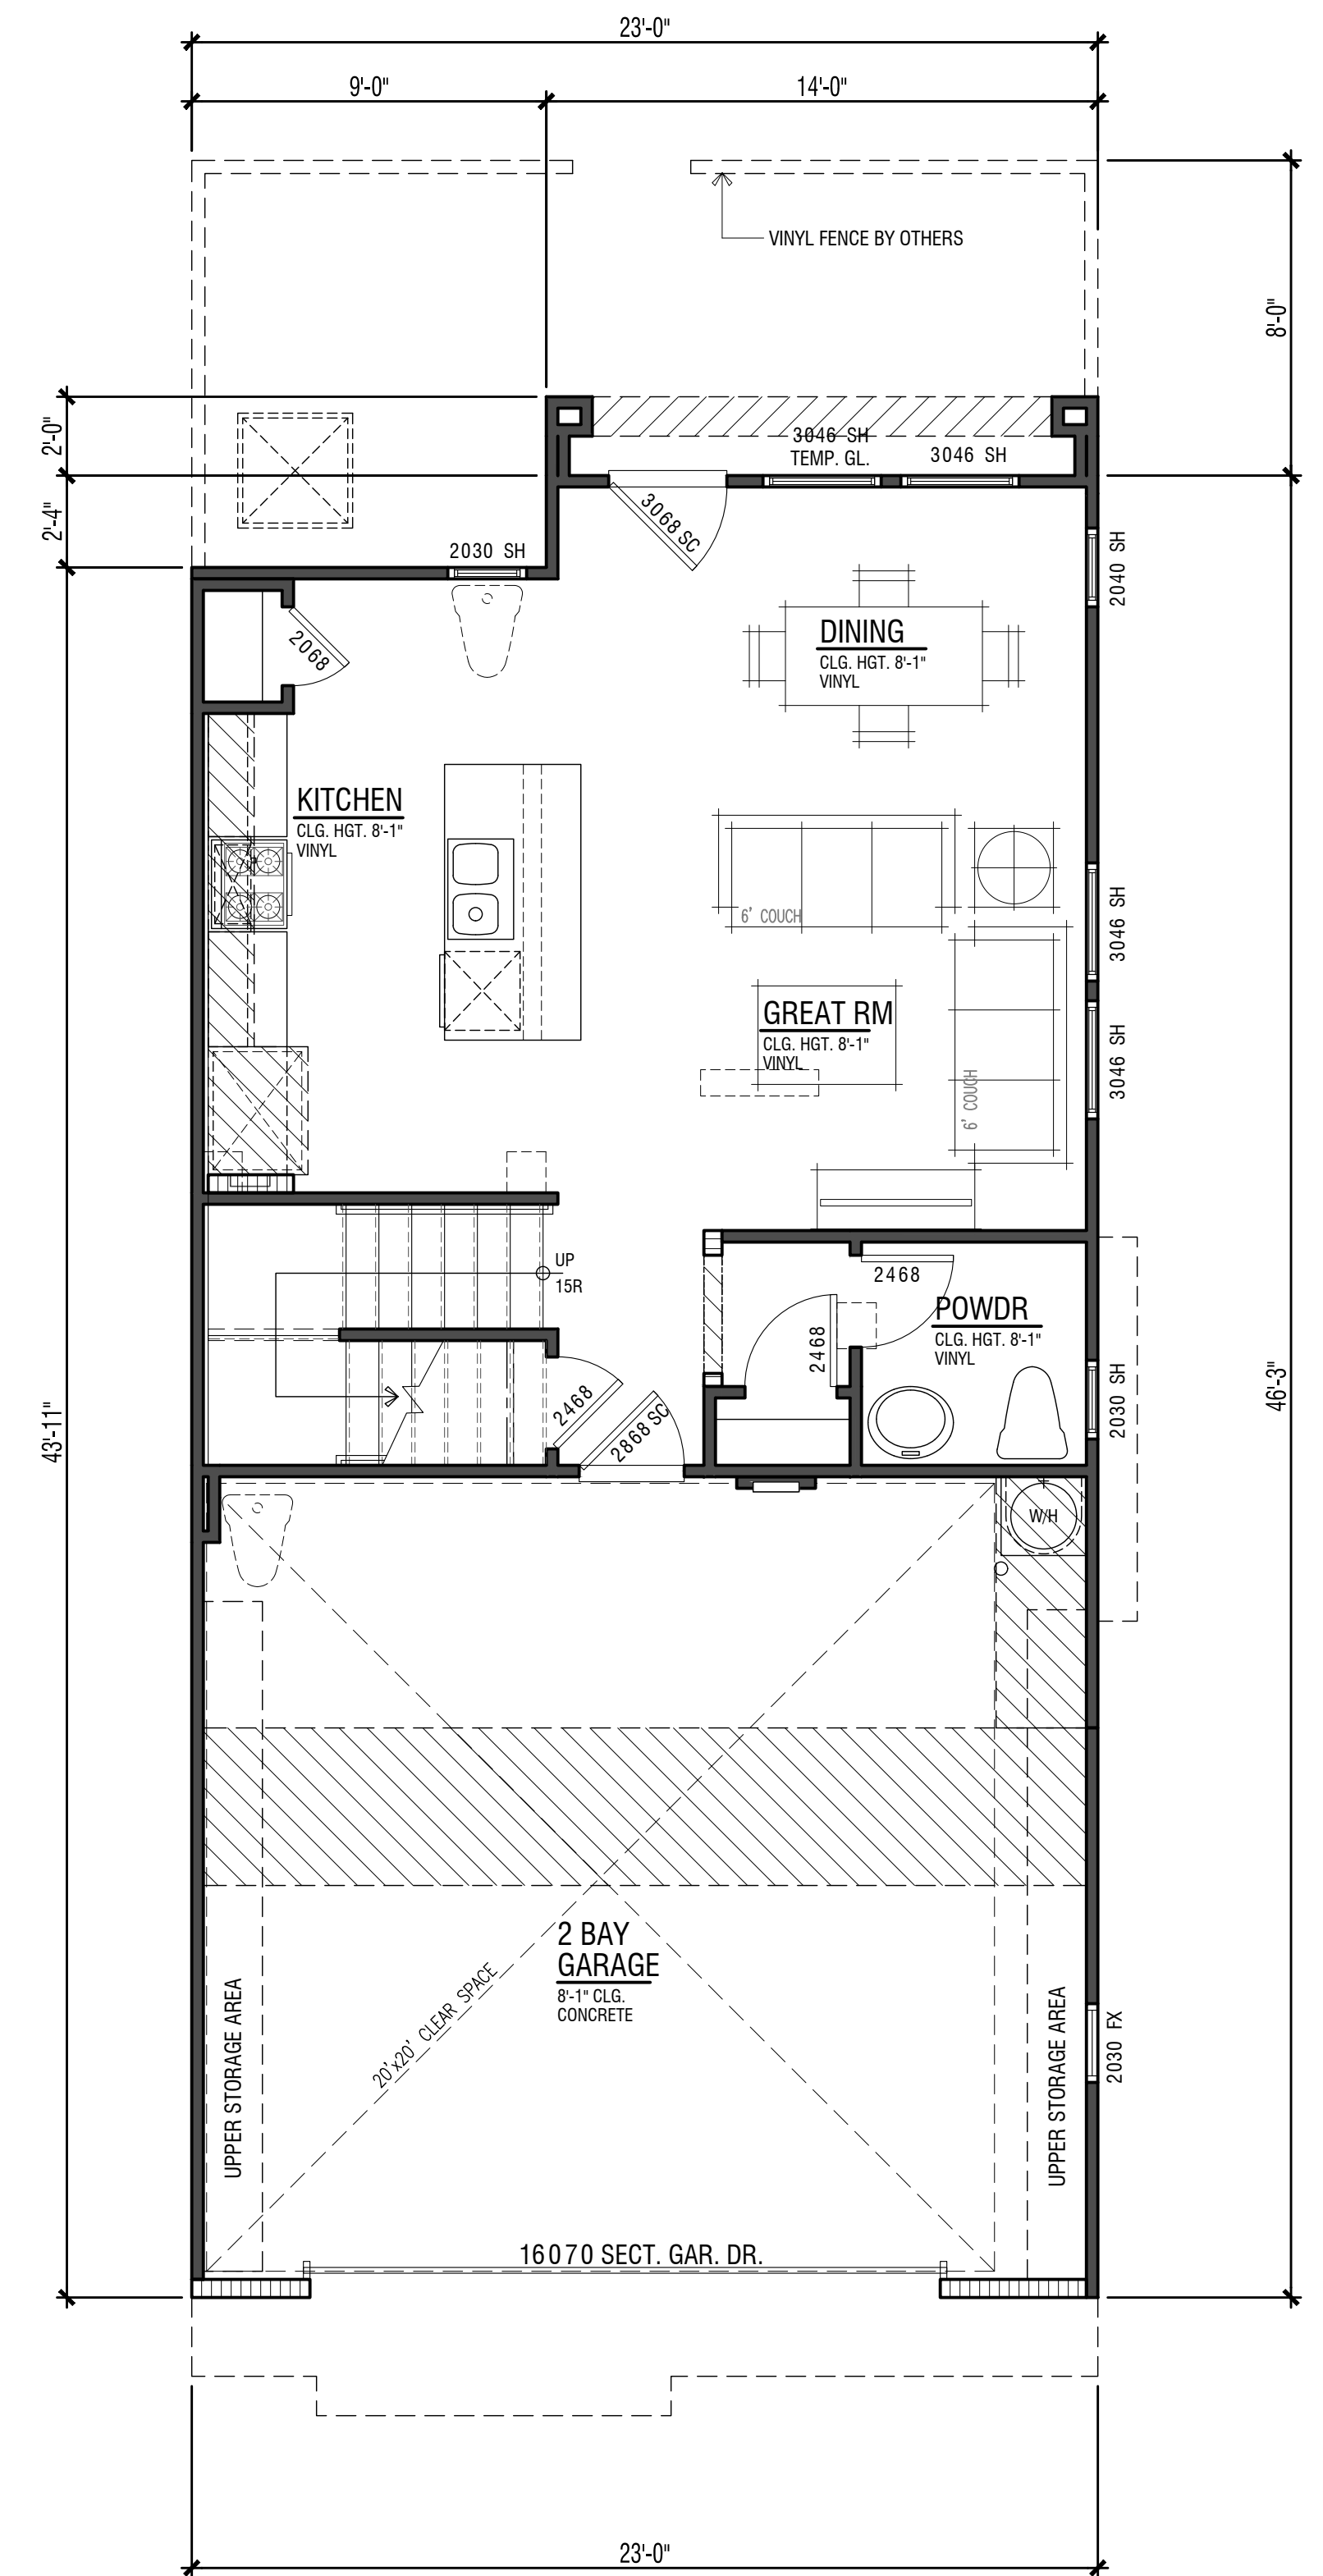 23'-0"
9'-0"
14'-0"
VINYL FENCE BY OTHERS
8'-0"
2'-0"
3046 SH
TEMP. GL.
3046 SH
2'-4"
3068 SC
2030 SH
2040 SH
2068
DINING
CLG. HGT. 8'-1"
VINYL
KITCHEN
CLG. HGT. 8'-1"
VINYL
6' COUCH
3046 SH
GREAT RM
CLG. HGT. 8'-1"
VINYL
6' COUCH
3046 SH
UP
15R
2468
POWDR
CLG. HGT. 8'-1"
VINYL
2468
2468
2868 SC
2030 SH
43'-11"
46'-3"
W/H
2 BAY
GARAGE
8'-1" CLG.
CONCRETE
20'x20' CLEAR SPACE
UPPER STORAGE AREA
UPPER STORAGE AREA
2030 FX
16070 SECT. GAR. DR.
23'-0"